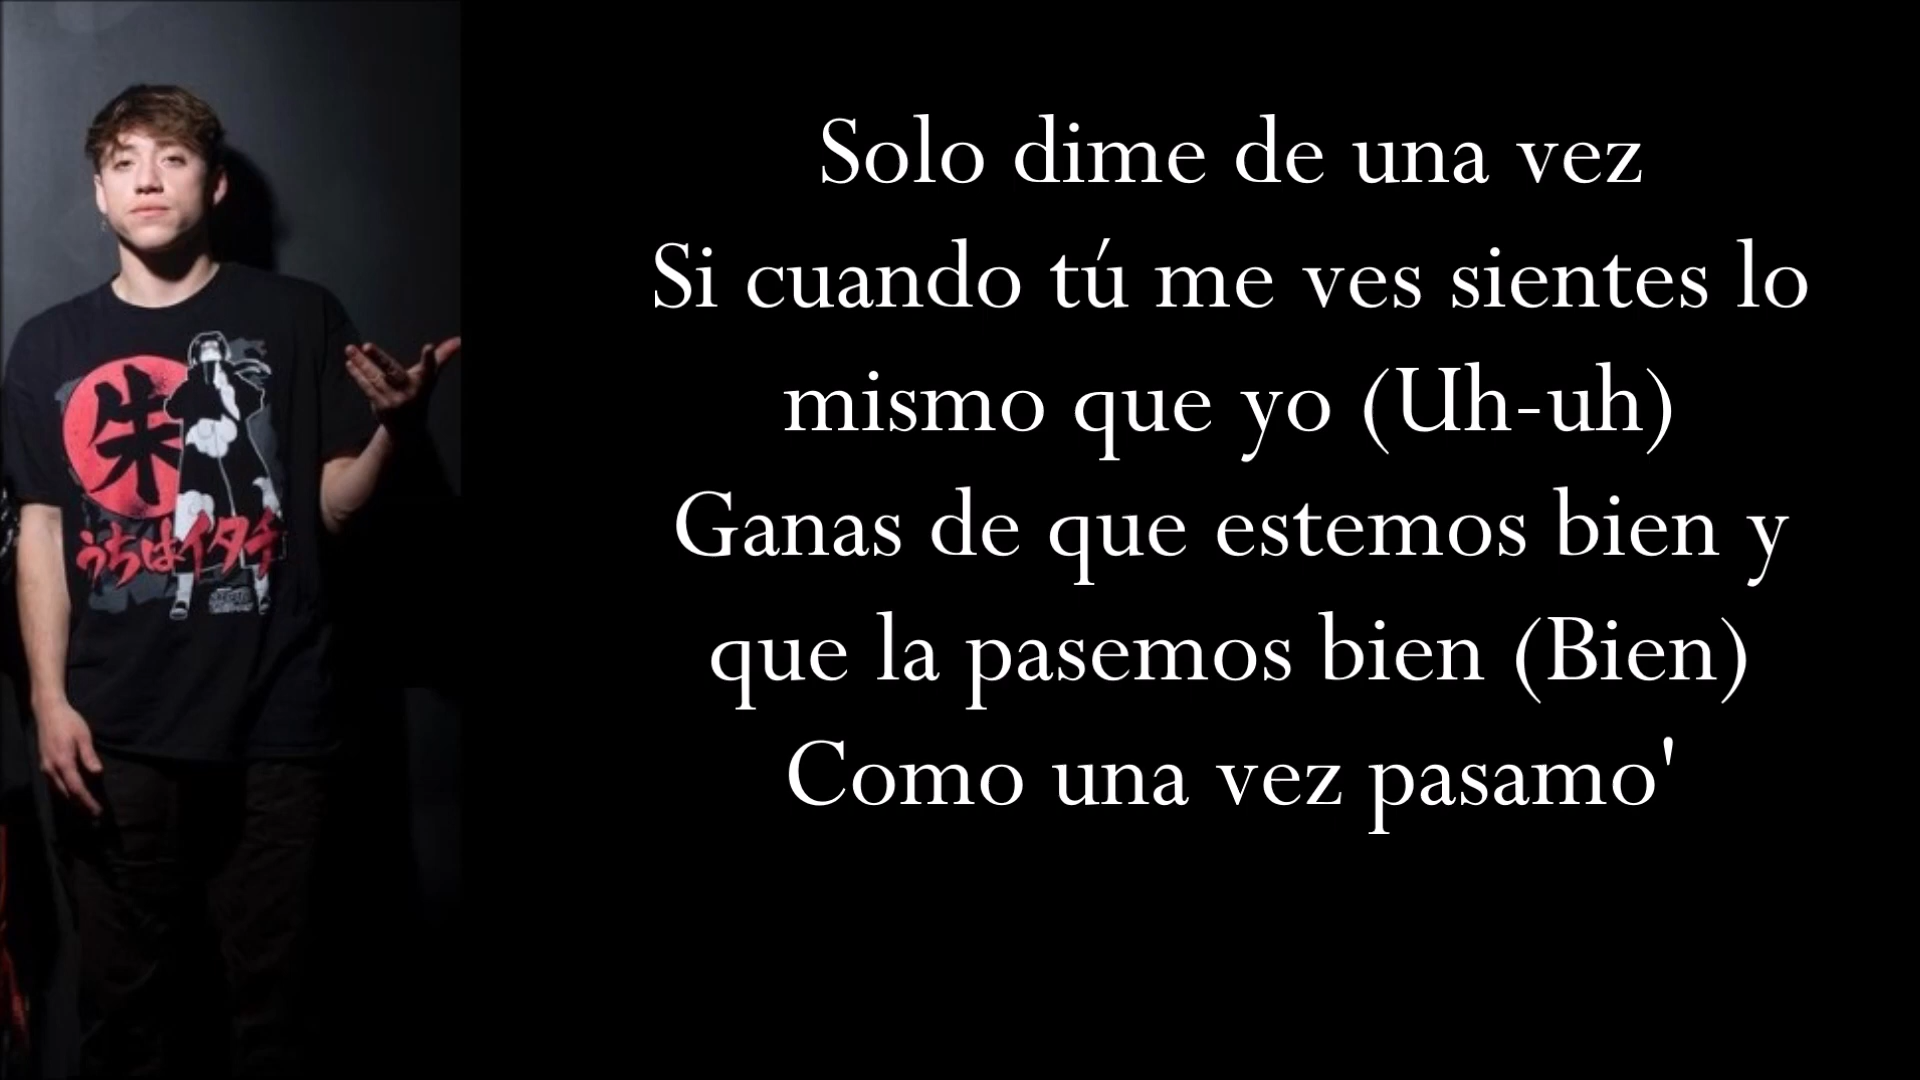 Solo dime de una vez
Si cuando tú me ves sientes lo
mismo que yo (Uh-uh)
Ganas de que estemos bien y
que la pasemos bien (Bien)
Como una vez pasamo'
朱
うちはイタチ